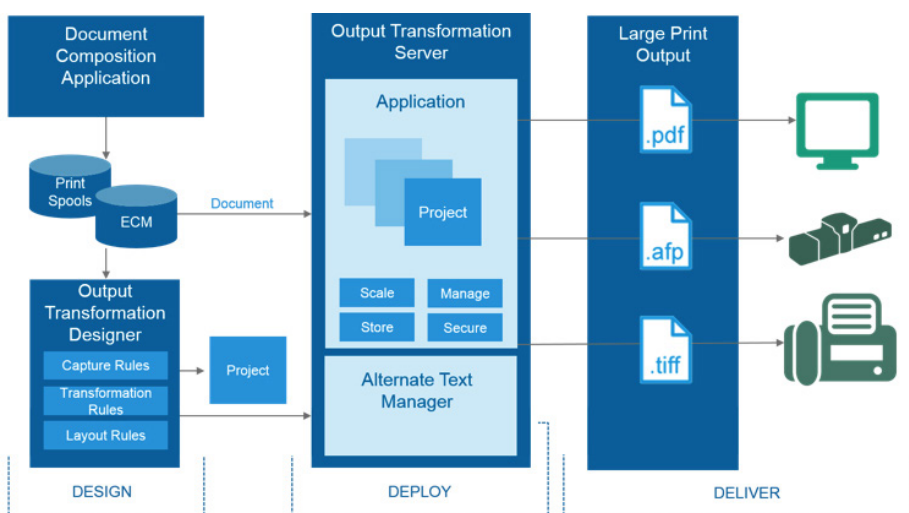 Document
Composition
Application
Print
Spools
ECM
Document
Output
Transformation
Designer
Capture Rules
Transformation
Rules
Layout Rules
Project
DESIGN
Output Transformation
Server
Application
Project
Scale
Manage
Store
Secure
Alternate Text
Manager
DEPLOY
Large Print
Output
.pdf
.afp
.tiff
DELIVER